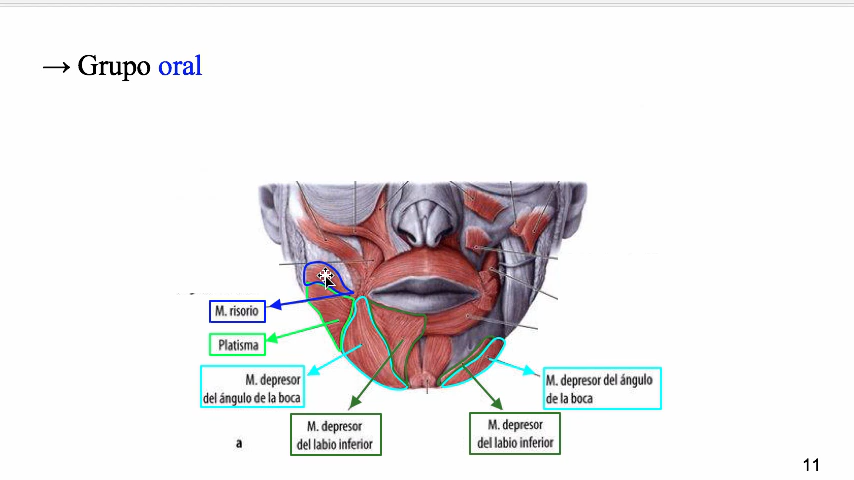 → Grupo oral
M. risorio
Platisma
M. depresor
del ángulo de la boca
M. depresor del ángulo
de la boca
M. depresor
del labio inferior
M. depresor
del labio inferior
a
11